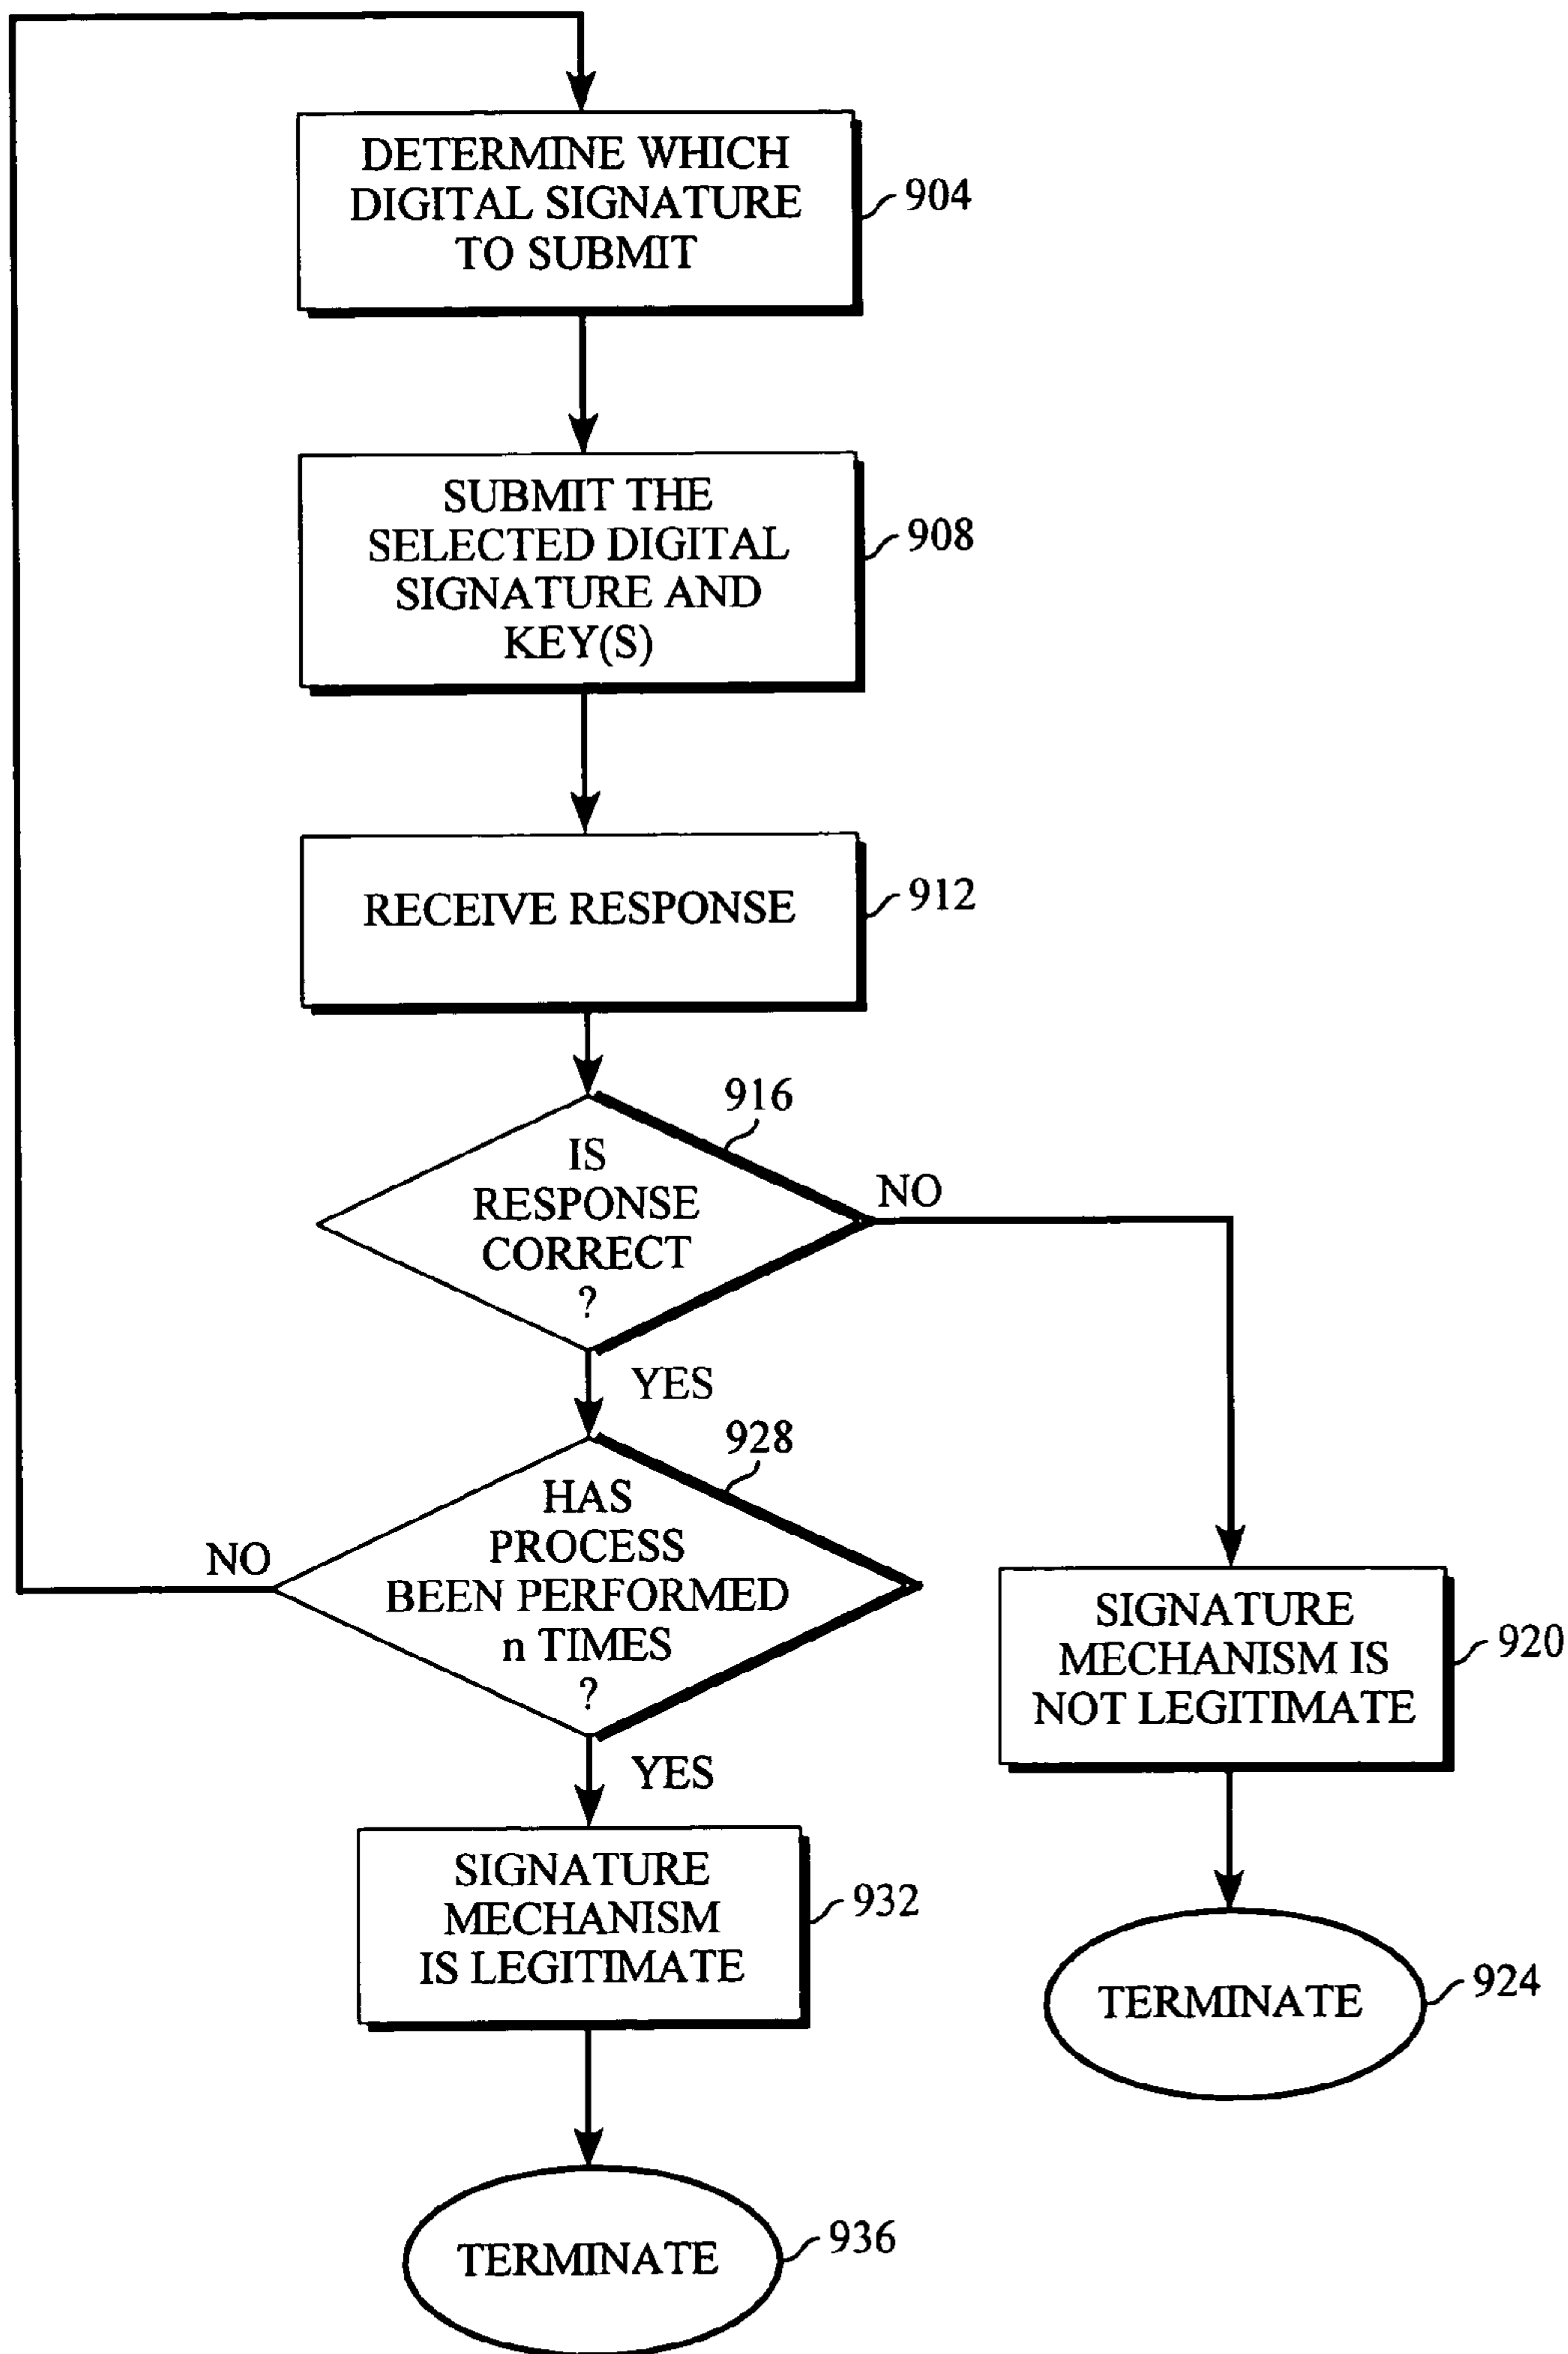 DETERMINE WHICH
DIGITAL SIGNATURE
TO SUBMIT
904
SUBMIT THE
SELECTED DIGITAL
SIGNATURE AND
KEY(S)
908
RECEIVE RESPONSE
912
916
IS
RESPONSE
CORRECT
?
NO
YES
928
HAS
PROCESS
BEEN PERFORMED
n TIMES
?
NO
YES
SIGNATURE
MECHANISM IS
NOT LEGITIMATE
920
SIGNATURE
MECHANISM
IS LEGITIMATE
932
TERMINATE
924
TERMINATE
936